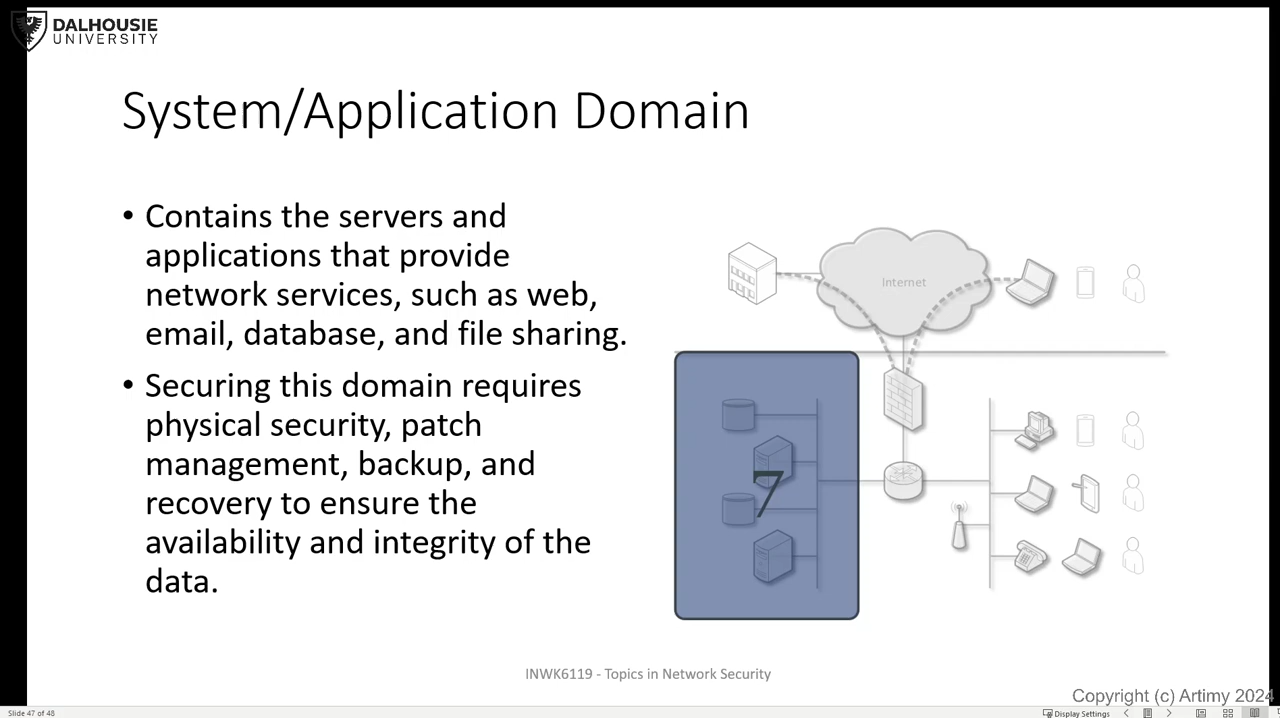 DALHOUSIE
UNIVERSITY
System/Application Domain
• Contains the servers and
applications that provide
network services, such as web,
email, database, and file sharing.
• Securing this domain requires
physical security, patch
management, backup, and
recovery to ensure the
availability and integrity of the
data.
Internet
7
INWK6119 - Topics in Network Security
Copyright (c) Artimy 2024
Slide 47 of 48
Display Settings